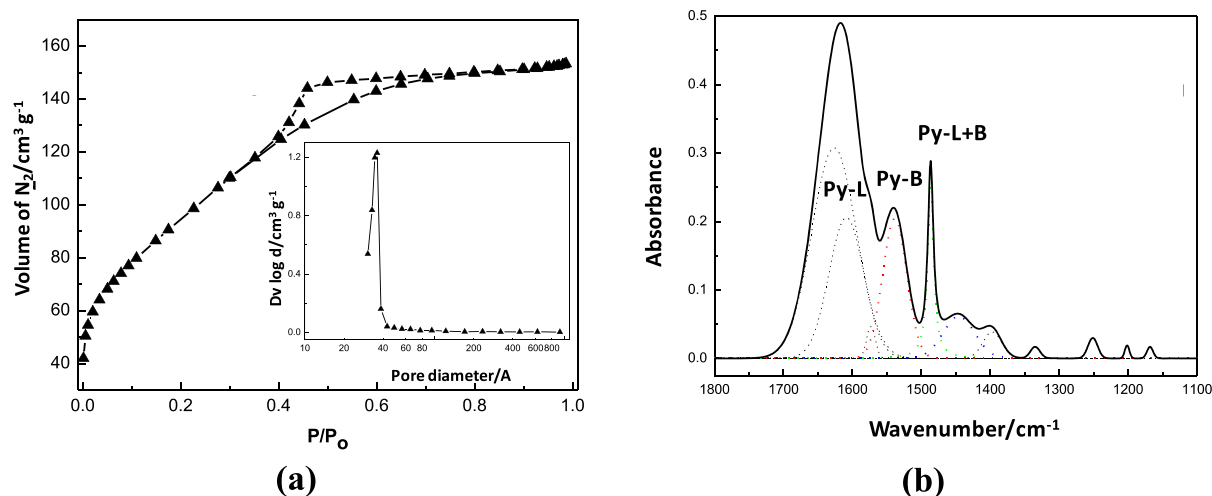 160
140
120
100
80
60
40
Volume of N2/cm3 g-1
0.0 0.2 0.4 0.6 0.8 1.0
P/Po
1.2
0.8
0.4
0.0
Dv log d/cm3 g-1
10 20 40 60 80 200 400 600 800
Pore diameter/A
(a)
0.5
0.4
0.3
0.2
0.1
0.0
Absorbance
Py-L+B
Py-B
Py-L
1800 1700 1600 1500 1400 1300 1200 1100
Wavenumber/cm-1
(b)